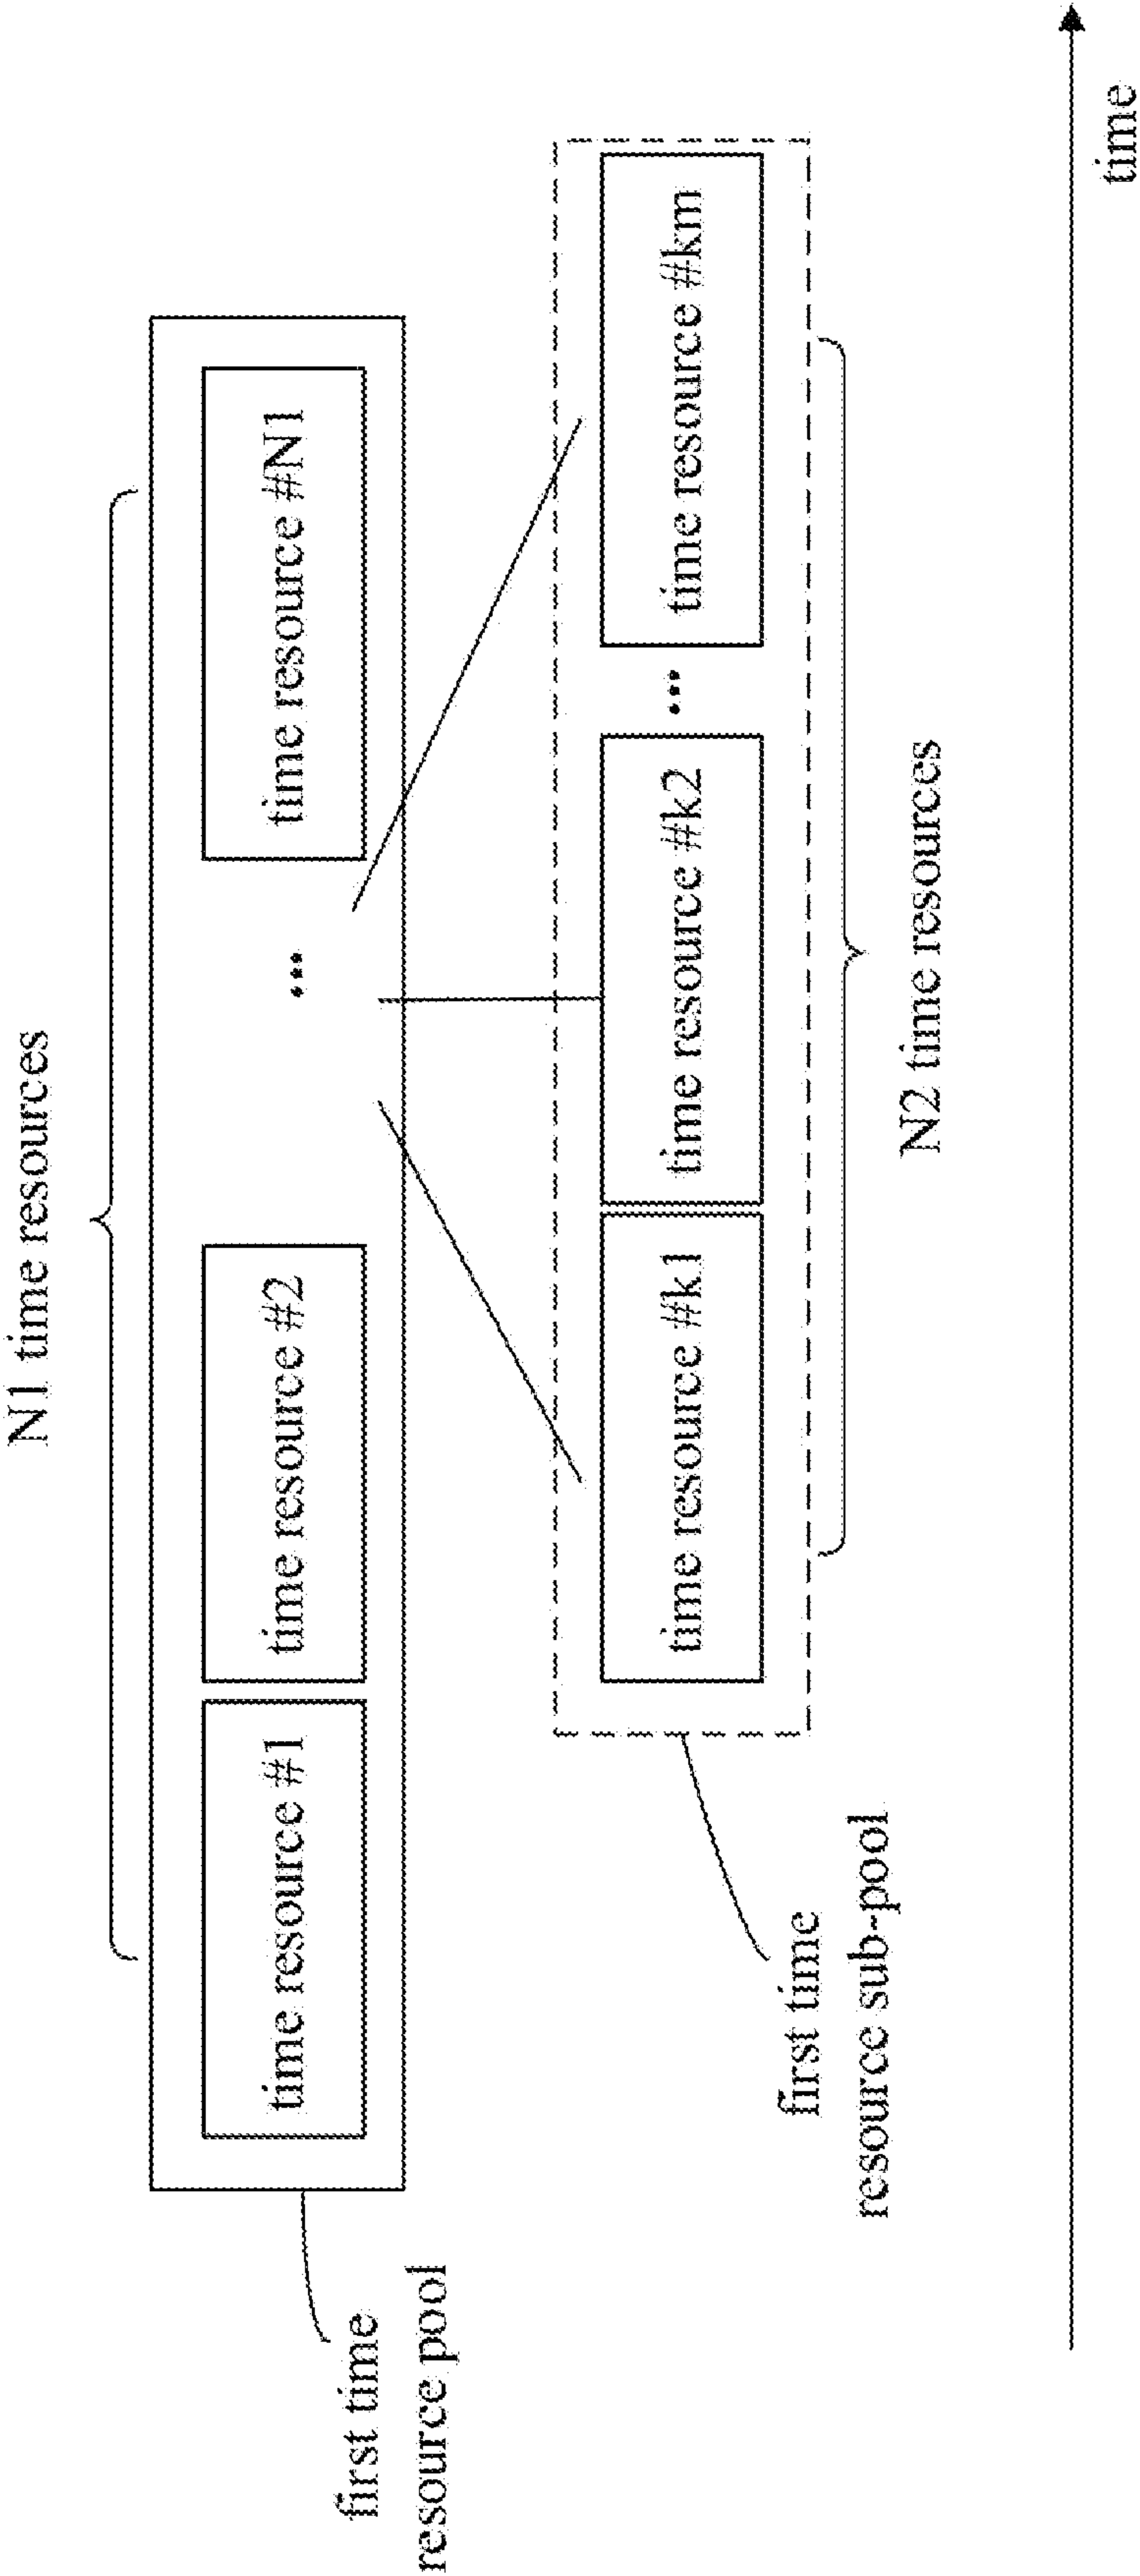 N1 time resources
time resource #1
time resource #2
...
time resource #N1
first time
resource pool
time resource #k1
time resource #k2
...
time resource #km
first time
resource sub-pool
N2 time resources
time